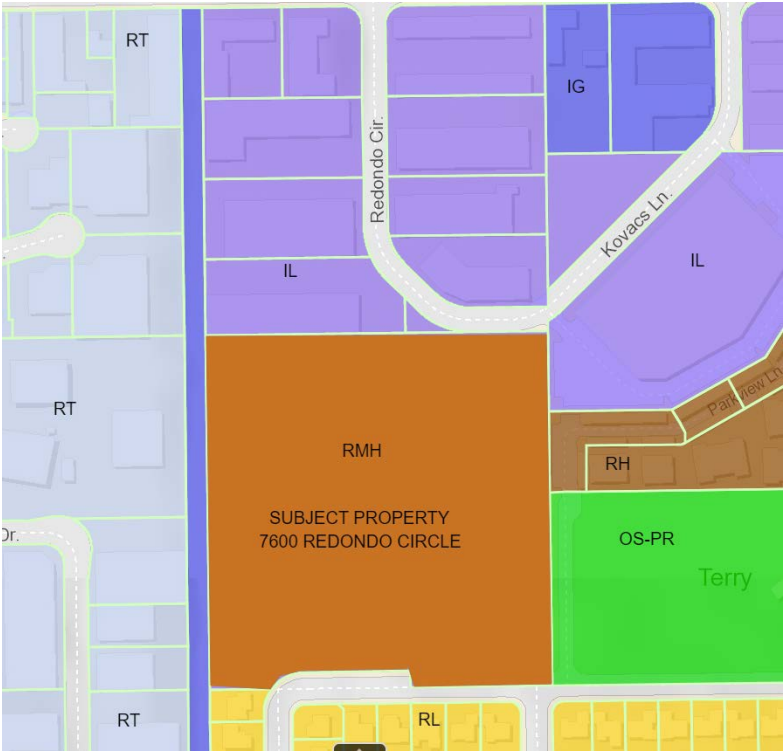 RT
IG
Redondo Cir.
Kovacs Ln.
IL
IL
Parkview Ln.
RT
RMH
RH
SUBJECT PROPERTY
7600 REDONDO CIRCLE
Dr.
OS-PR
Terry
RT
RL